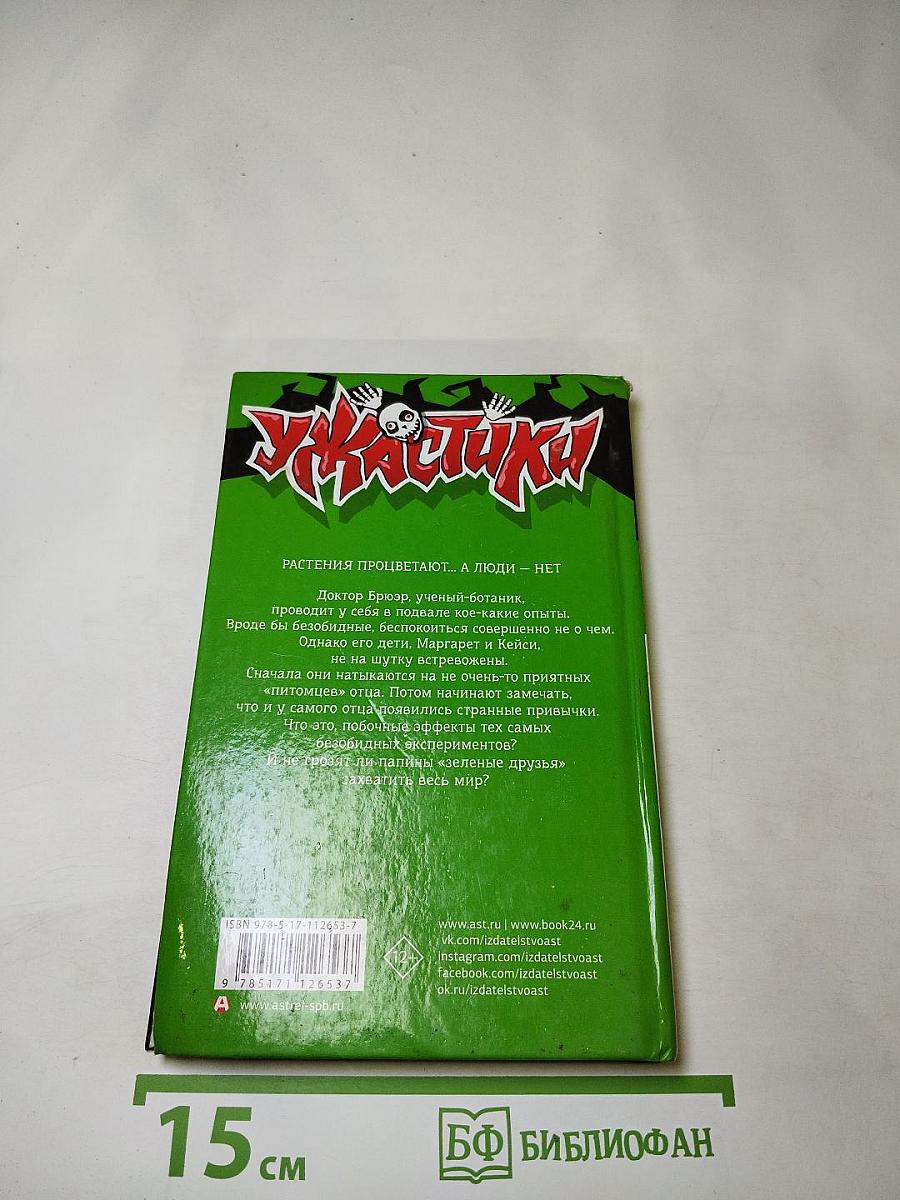 УЖАСТИКИ
РАСТЕНИЯ ПРОЦВЕТАЮТ... А ЛЮДИ — НЕТ
Доктор Брюэр, ученый-ботаник,
проводит у себя в подвале кое-какие опыты.
Вроде бы безобидные, беспокоиться совершенно не о чем.
Однако его дети, Маргарет и Кейси,
не на шутку встревожены.
Сначала они натыкаются на не очень-то приятных
«питомцев» отца. Потом начинают замечать,
что и у самого отца появились странные привычки.
Что это, побочные эффекты тех самых
безобидных экспериментов?
И не грозят ли папины «зеленые друзья»
захватить весь мир?
ISBN 978-5-17-112653-7
9 785171 126537
www.astrel-spb.ru
12+
www.ast.ru | www.book24.ru
vk.com/izdatelstvoast
instagram.com/izdatelstvoast
facebook.com/izdatelstvoast
ok.ru/izdatelstvoast
15 см
БФ БИБЛИОФАН